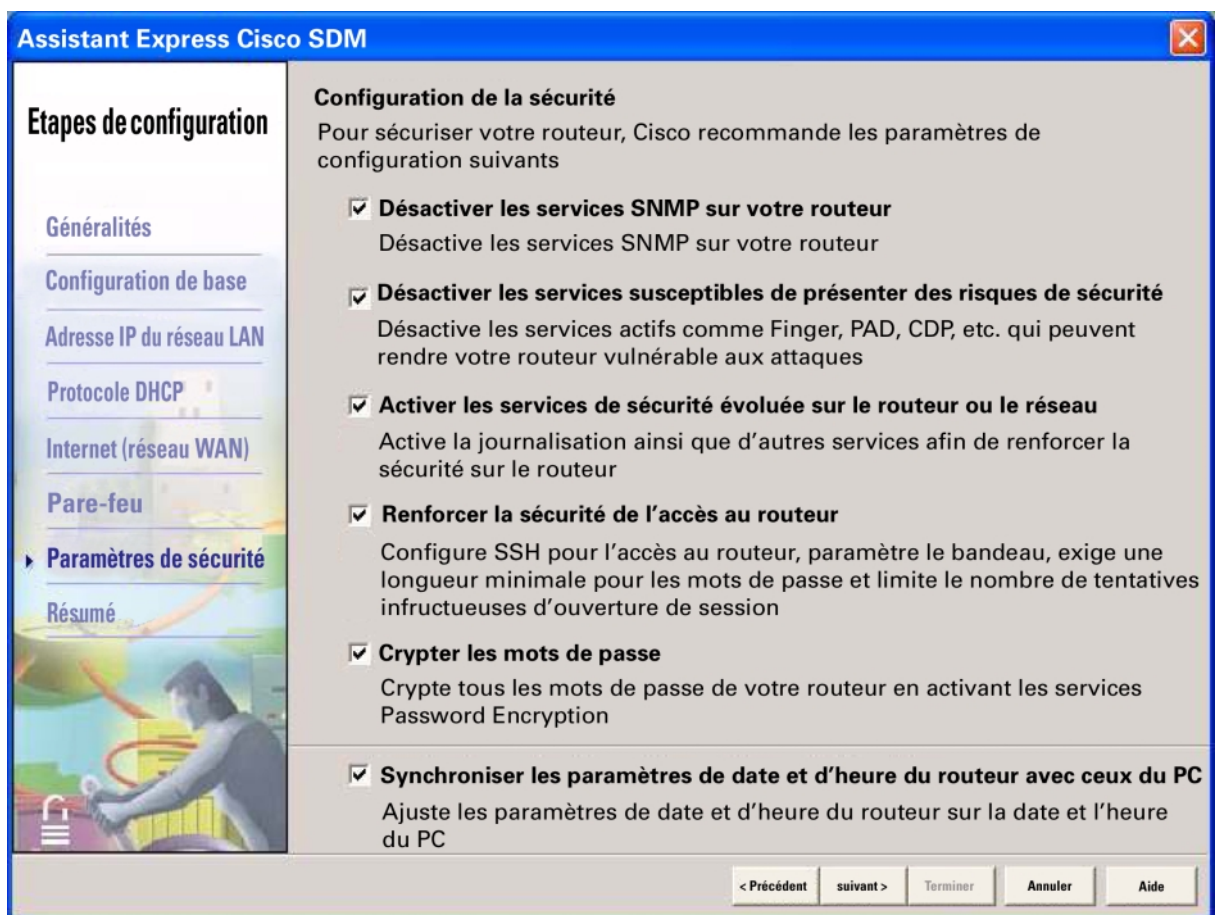 Assistant Express Cisco SDM
Etapes de configuration
Généralités
Configuration de base
Adresse IP du réseau LAN
Protocole DHCP
Internet (réseau WAN)
Pare-feu
Paramètres de sécurité
Résumé
Configuration de la sécurité
Pour sécuriser votre routeur, Cisco recommande les paramètres de
configuration suivants
Désactiver les services SNMP sur votre routeur
Désactive les services SNMP sur votre routeur
Désactiver les services susceptibles de présenter des risques de sécurité
Désactive les services actifs comme Finger, PAD, CDP, etc. qui peuvent
rendre votre routeur vulnérable aux attaques
Activer les services de sécurité évoluée sur le routeur ou le réseau
Active la journalisation ainsi que d'autres services afin de renforcer la
sécurité sur le routeur
Renforcer la sécurité de l'accès au routeur
Configure SSH pour l'accès au routeur, paramètre le bandeau, exige une
longueur minimale pour les mots de passe et limite le nombre de tentatives
infructueuses d'ouverture de session
Crypter les mots de passe
Crypte tous les mots de passe de votre routeur en activant les services
Password Encryption
Synchroniser les paramètres de date et d'heure du routeur avec ceux du PC
Ajuste les paramètres de date et d'heure du routeur sur la date et l'heure
du PC
< Précédent suivant > Terminer Annuler Aide